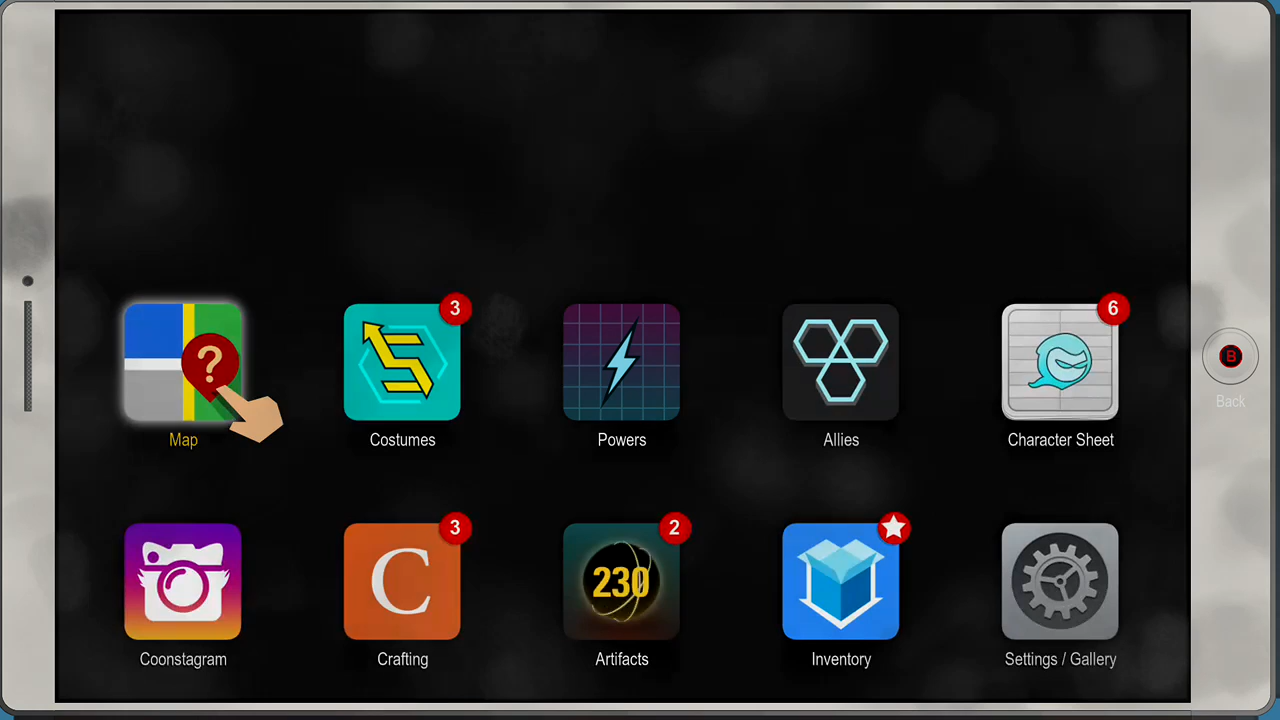 3
6
?
B
Back
Map
Costumes
Powers
Allies
Character Sheet
3
2
C
230
Coonstagram
Crafting
Artifacts
Inventory
Settings / Gallery